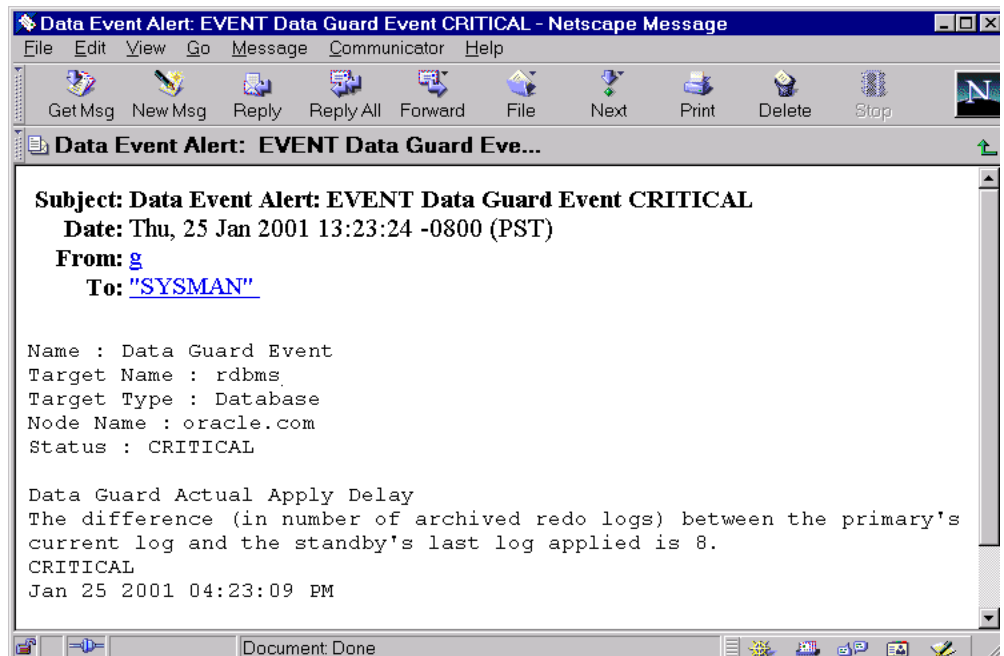 Data Event Alert: EVENT Data Guard Event CRITICAL - Netscape Message
File Edit View Go Message Communicator Help
Get Msg New Msg Reply Reply All Forward File Next Print Delete Stop
N
Data Event Alert: EVENT Data Guard Eve...
Subject: Data Event Alert: EVENT Data Guard Event CRITICAL
Date: Thu, 25 Jan 2001 13:23:24 -0800 (PST)
From: g
To: "SYSMAN"
Name : Data Guard Event
Target Name : rdbms
Target Type : Database
Node Name : oracle.com
Status : CRITICAL
Data Guard Actual Apply Delay
The difference (in number of archived redo logs) between the primary's
current log and the standby's last log applied is 8.
CRITICAL
Jan 25 2001 04:23:09 PM
Document: Done